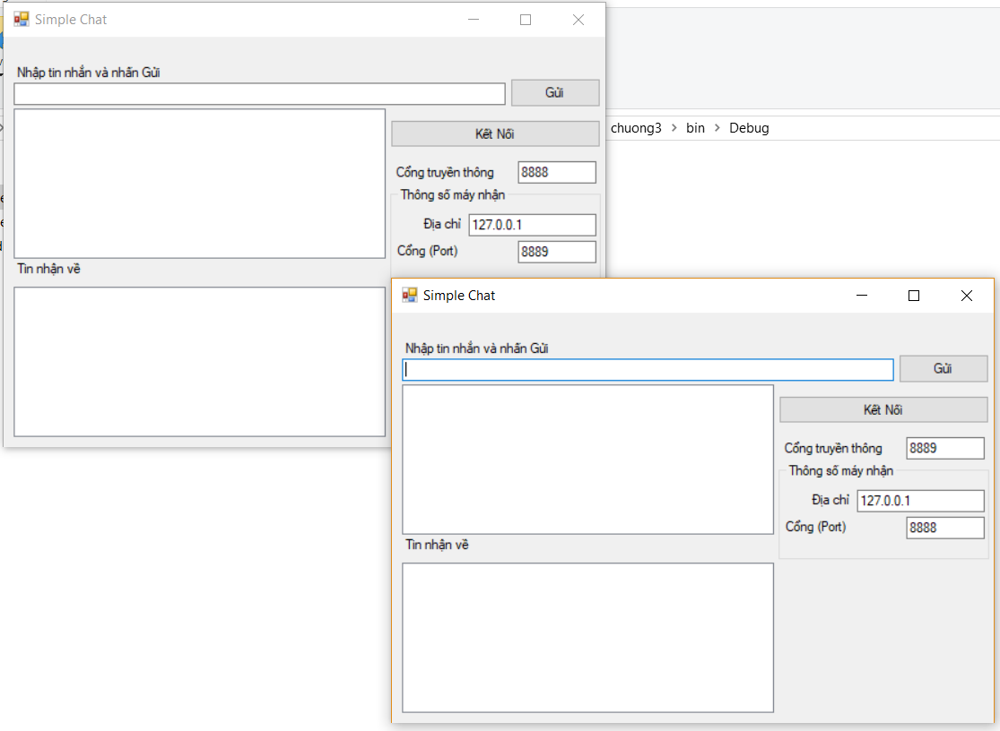 Simple Chat
Nhập tin nhắn và nhấn Gửi
Gửi
Kết Nối
chuong3 > bin > Debug
Cổng truyền thông 8888
Thông số máy nhận
Địa chỉ 127.0.0.1
Cổng (Port) 8889
Tin nhận về
Simple Chat
Nhập tin nhắn và nhấn Gửi
Gửi
Kết Nối
Cổng truyền thông 8889
Thông số máy nhận
Địa chỉ 127.0.0.1
Cổng (Port) 8888
Tin nhận về